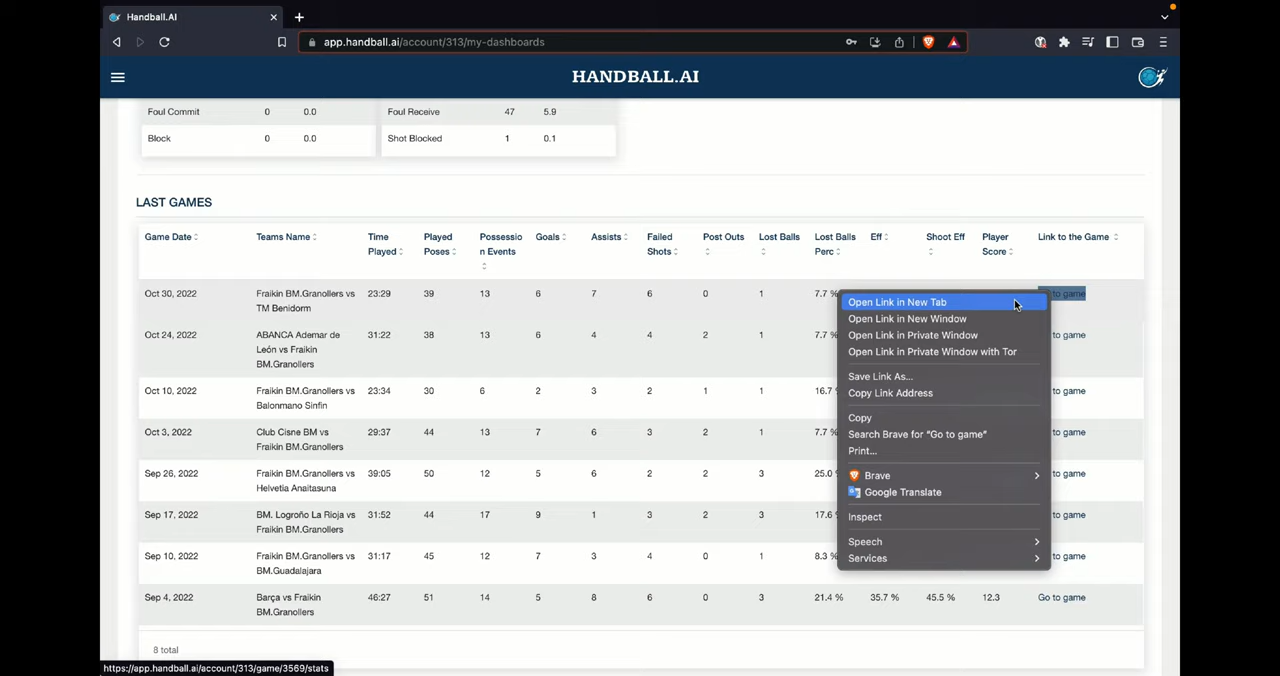 Handball.AI
app.handball.ai/account/313/my-dashboards
HANDBALL.AI
Foul Commit 0 0.0 Foul Receive 47 5.9
Block 0 0.0 Shot Blocked 1 0.1
LAST GAMES
Game Date Teams Name Time Played Played Poses Possessio n Events Goals Assists Failed Shots Post Outs Lost Balls Lost Balls Perc Eff Shoot Eff Player Score Link to the Game
Oct 30, 2022 Fraikin BM.Granollers vs TM Benidorm 23:29 39 13 6 7 6 0 1 7.7 % to game
Oct 24, 2022 ABANCA Ademar de León vs Fraikin BM.Granollers 31:22 38 13 6 4 4 2 1 7.7 % to game
Oct 10, 2022 Fraikin BM.Granollers vs Balonmano Sinfin 23:34 30 6 2 3 1 1 1 16.7 to game
Oct 3, 2022 Club Cisne BM vs Fraikin BM.Granollers 29:37 44 13 7 6 3 2 1 7.7 % to game
Sep 26, 2022 Fraikin BM.Granollers vs Helvetia Anaitasuna 39:05 50 12 5 6 2 2 3 25.0 to game
Sep 17, 2022 BM. Logroño La Rioja vs Fraikin BM.Granollers 31:52 44 17 9 1 3 2 3 17.6 to game
Sep 10, 2022 Fraikin BM.Granollers vs BM.Guadalajara 31:17 45 12 7 3 4 0 1 8.3 % to game
Sep 4, 2022 Barça vs Fraikin BM.Granollers 46:27 51 14 5 8 6 0 3 21.4 % 35.7 % 45.5 % 12.3 Go to game
8 total
Open Link in New Tab
Open Link in New Window
Open Link in Private Window
Open Link in Private Window with Tor
Save Link As...
Copy Link Address
Copy
Search Brave for "Go to game"
Print...
Brave
Google Translate
Inspect
Speech
Services
https://app.handball.ai/account/313/game/3569/stats